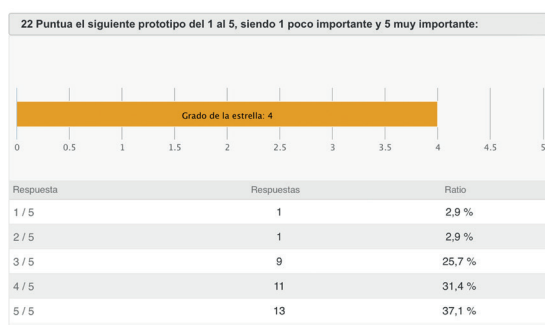 22 Puntua el siguiente prototipo del 1 al 5, siendo 1 poco importante y 5 muy importante:
Grado de la estrella: 4
0 0.5 1 1.5 2 2.5 3 3.5 4 4.5 5
Respuesta Respuestas Ratio
1 / 5 1 2,9 %
2 / 5 1 2,9 %
3 / 5 9 25,7 %
4 / 5 11 31,4 %
5 / 5 13 37,1 %